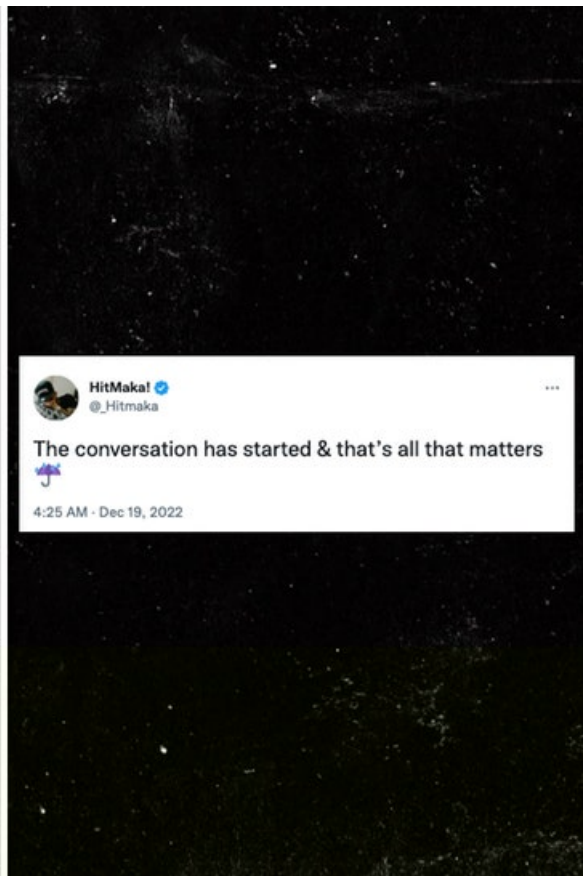 HitMaka!
@_Hitmaka
The conversation has started & that's all that matters
☔
4:25 AM · Dec 19, 2022